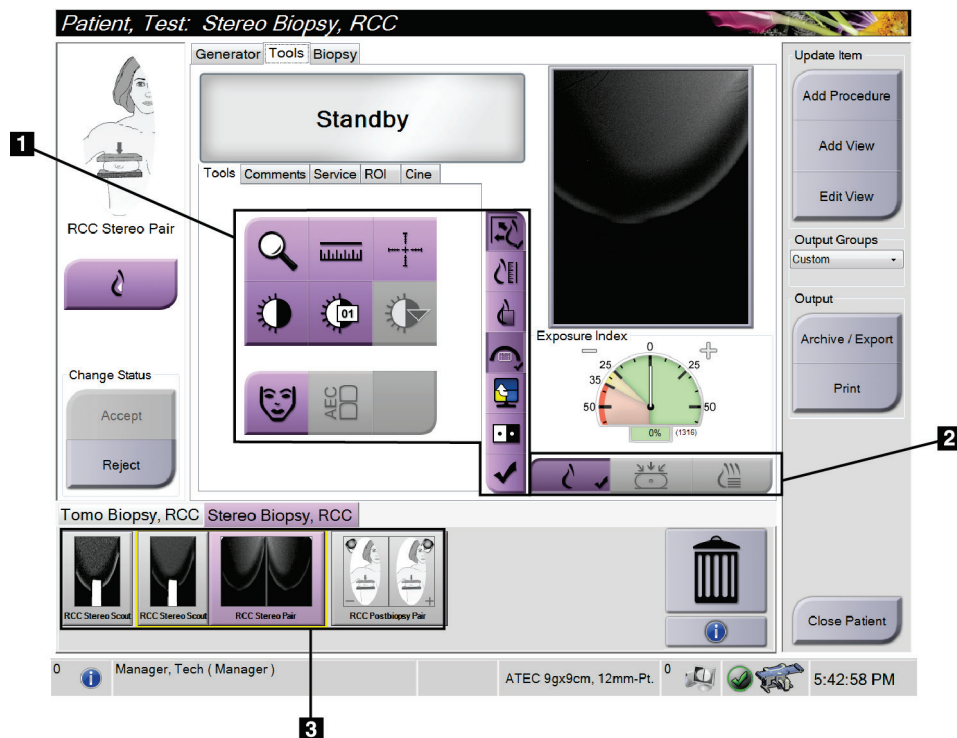 Patient, Test: Stereo Biopsy, RCC
Generator Tools Biopsy
Update Item
Add Procedure
Add View
Edit View
Standby
1
Tools Comments Service ROI Cine
RCC Stereo Pair
01
AEC
Output Groups
Custom
Output
Archive / Export
Print
Exposure Index
0
25 25
35
50 50
0% (1316)
Change Status
Accept
Reject
2
Tomo Biopsy, RCC Stereo Biopsy, RCC
RCC Stereo Scout RCC Stereo Scout RCC Stereo Pair RCC Postbiopsy Pair
Close Patient
0 Manager, Tech ( Manager ) ATEC 9gx9cm, 12mm-Pt. 0 5:42:58 PM
3